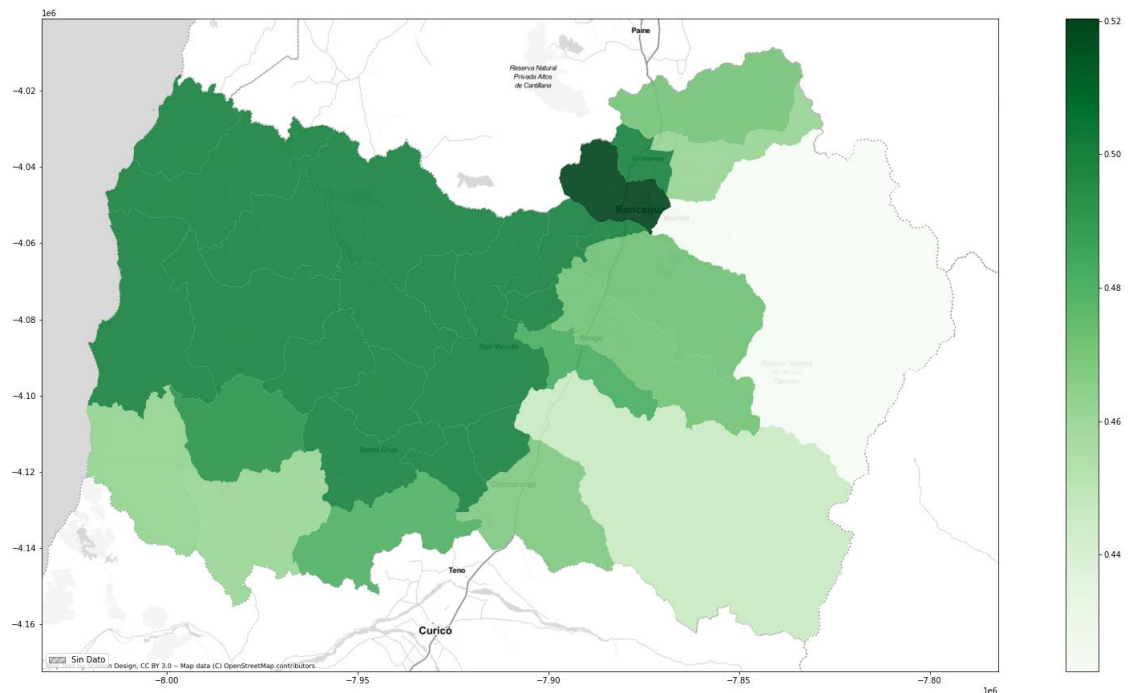 1e6
Paine
Reserva Natural
Privada Altos
de Cantillana
0.52
−4.02
−4.04
Graneros
0.50
Rancagua
Machalí
−4.06
0.48
−4.08
Rengo
San Vicente
Reserva Nacional
Río de Los
Cipreses
−4.10
0.46
Santa Cruz
−4.12
Chimbarongo
−4.14
0.44
Teno
−4.16
Curicó
Sin Dato
n Design, CC BY 3.0 -- Map data (C) OpenStreetMap contributors
−8.00
−7.95
−7.90
−7.85
−7.80
1e6